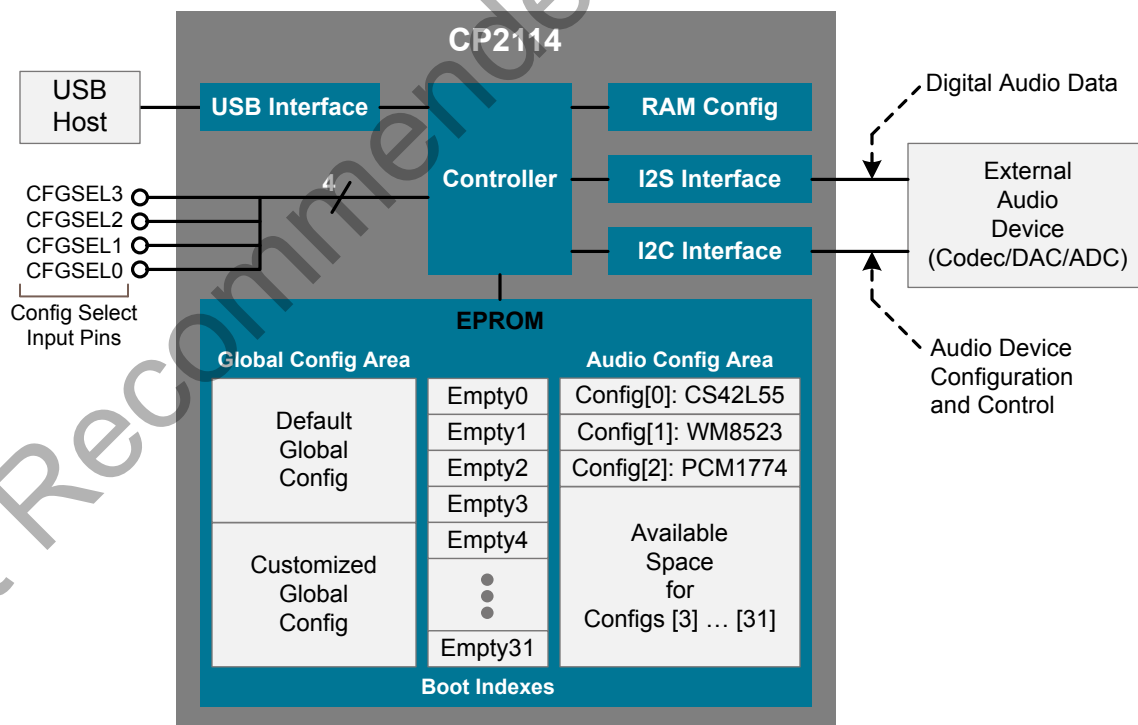 CP2114
USB
Host
USB Interface
Controller
RAM Config
I2S Interface
I2C Interface
Digital Audio Data
External
Audio
Device
(Codec/DAC/ADC)
Audio Device
Configuration
and Control
4
CFGSEL3
CFGSEL2
CFGSEL1
CFGSEL0
Config Select
Input Pins
EPROM
Global Config Area
Default
Global
Config
Customized
Global
Config
Empty0
Empty1
Empty2
Empty3
Empty4
Empty31
Boot Indexes
Audio Config Area
Config[0]: CS42L55
Config[1]: WM8523
Config[2]: PCM1774
Available
Space
for
Configs [3] … [31]